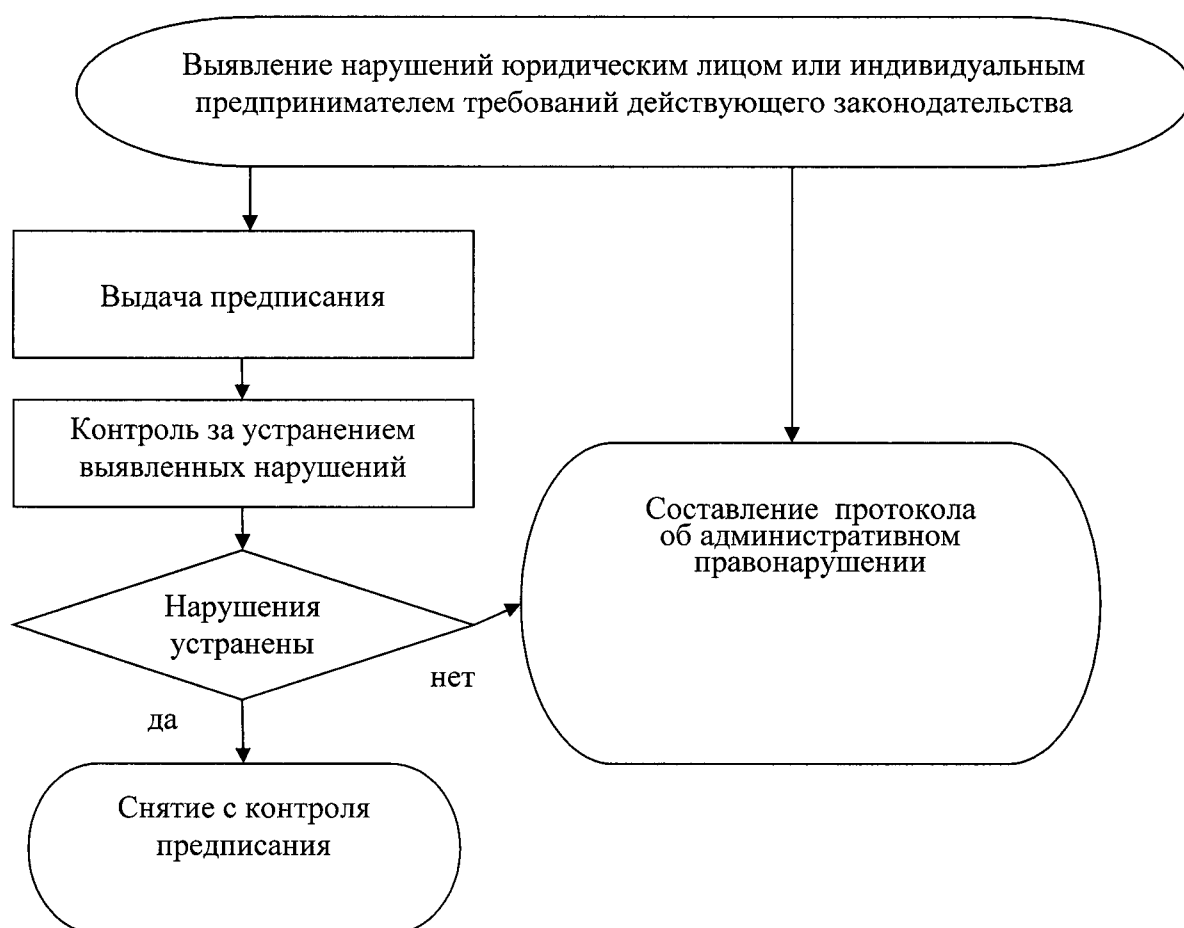 Выявление нарушений юридическим лицом или индивидуальным
предпринимателем требований действующего законодательства
Выдача предписания
Контроль за устранением
выявленных нарушений
Составление протокола
об административном
правонарушении
Нарушения
устранены
нет
да
Снятие с контроля
предписания